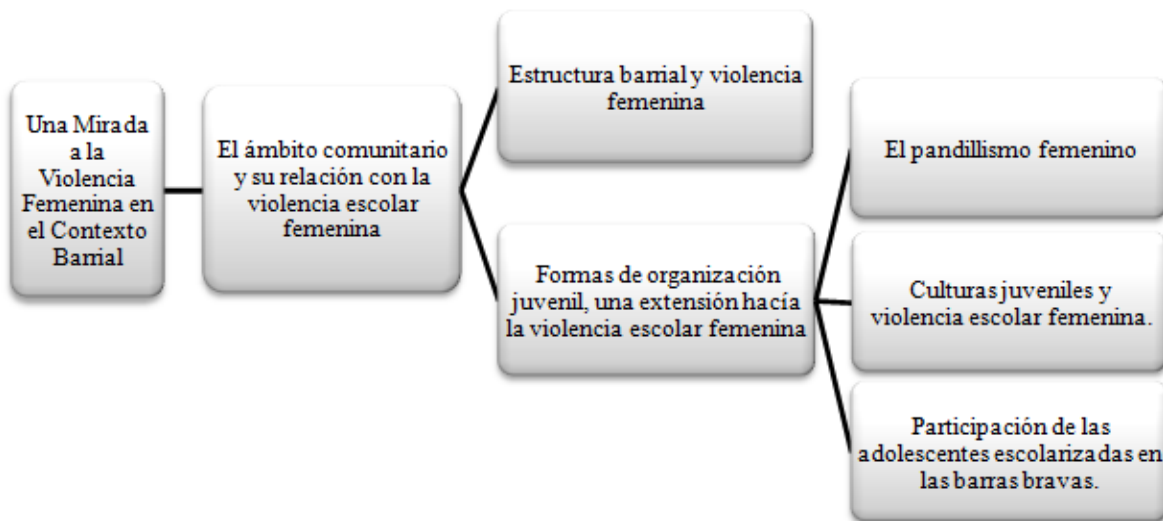 Una Mirada
a la
Violencia
Femenina en
el Contexto
Barrial
El ámbito comunitario
y su relación con la
violencia escolar
femenina
Estructura barrial y violencia
femenina
Formas de organización
juvenil, una extensión hacía
la violencia escolar femenina
El pandillismo femenino
Culturas juveniles y
violencia escolar femenina.
Participación de las
adolescentes escolarizadas en
las barras bravas.